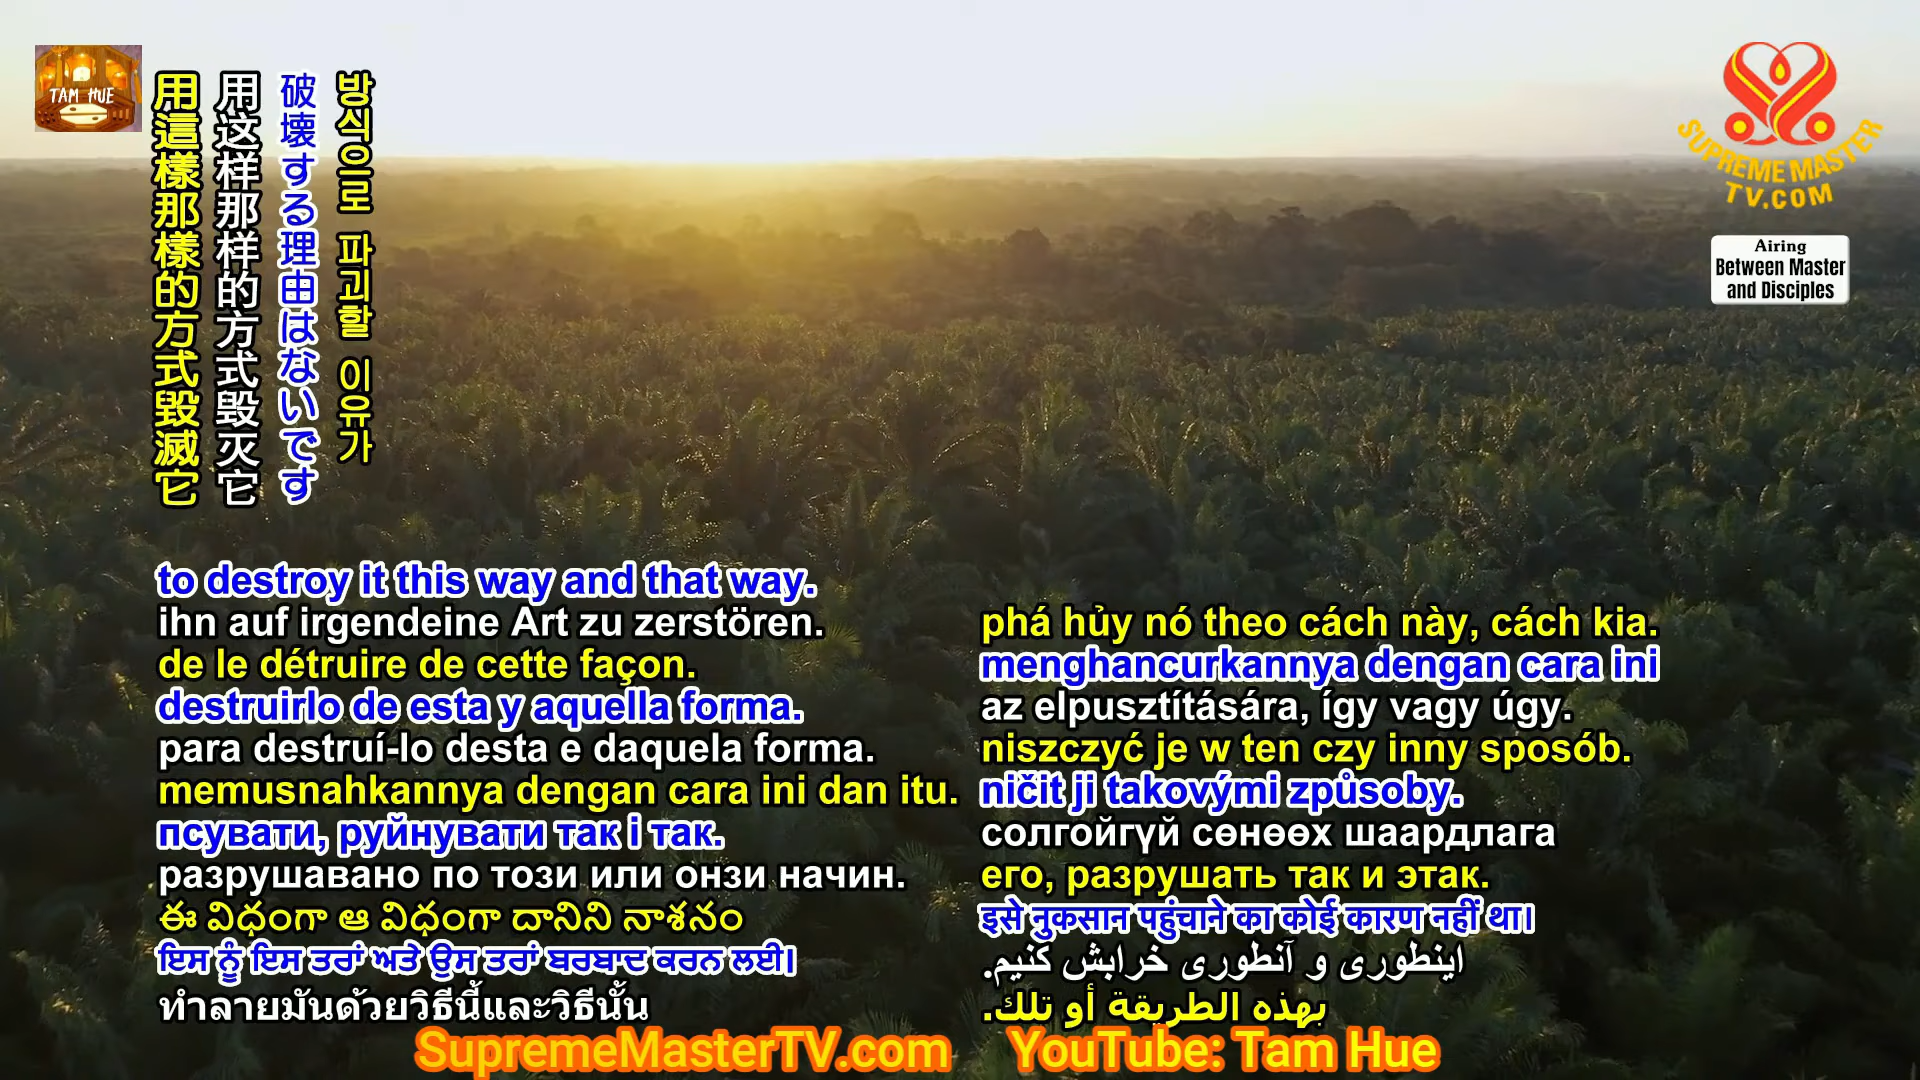 TAM HUE
用這樣那樣的方式毀滅它
用这样那样的方式毁灭它
破壊する理由はないです
방식으로 파괴할 이유가
SUPREME MASTER
TV.COM
Airing
Between Master
and Disciples
to destroy it this way and that way.
ihn auf irgendeine Art zu zerstören.
de le détruire de cette façon.
destruirlo de esta y aquella forma.
para destruí-lo desta e daquela forma.
memusnahkannya dengan cara ini dan itu.
псувати, руйнувати так і так.
разрушавано по този или онзи начин.
ఈ విధంగా ఆ విధంగా దానిని నాశనం
ਇਸ ਨੂੰ ਇਸ ਤਰਾਂ ਅਤੇ ਉਸ ਤਰਾਂ ਬਰਬਾਦ ਕਰਨ ਲਈ।
ทำลายมันด้วยวิธีนี้และวิธีนั้น
phá hủy nó theo cách này, cách kia.
menghancurkannya dengan cara ini
az elpusztítására, így vagy úgy.
niszczyć je w ten czy inny sposób.
ničit ji takovými způsoby.
солгойгүй сөнөөх шаардлага
его, разрушать так и этак.
इसे नुकसान पहुंचाने का कोई कारण नहीं था।
اینطوری و آنطوری خرابش کنیم.
بهذه الطريقة أو تلك.
SupremeMasterTV.com
YouTube: Tam Hue